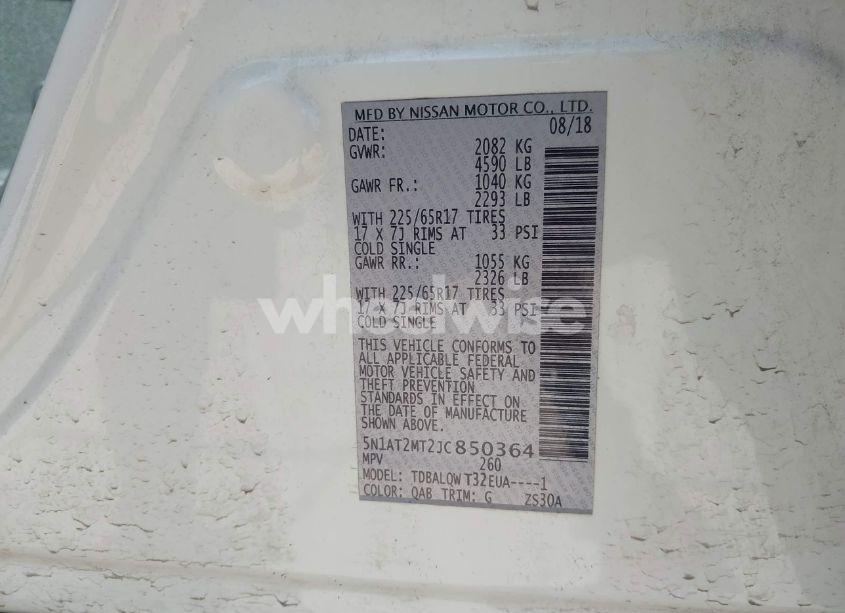 MFD BY NISSAN MOTOR CO., LTD.
DATE: 08/18
GVWR: 2082 KG
4590 LB
GAWR FR.: 1040 KG
2293 LB
WITH 225/65R17 TIRES
17 X 7J RIMS AT 33 PSI
COLD SINGLE
GAWR RR.: 1055 KG
2326 LB
WITH 225/65R17 TIRES
17 X 7J RIMS AT 33 PSI
COLD SINGLE
wheelwise
THIS VEHICLE CONFORMS TO
ALL APPLICABLE FEDERAL
MOTOR VEHICLE SAFETY AND
THEFT PREVENTION
STANDARDS IN EFFECT ON
THE DATE OF MANUFACTURE
SHOWN ABOVE.
5N1AT2MT2JC850364
MPV 260
MODEL: TDBALQW T32EUA----1
COLOR: QAB TRIM: G ZS30A